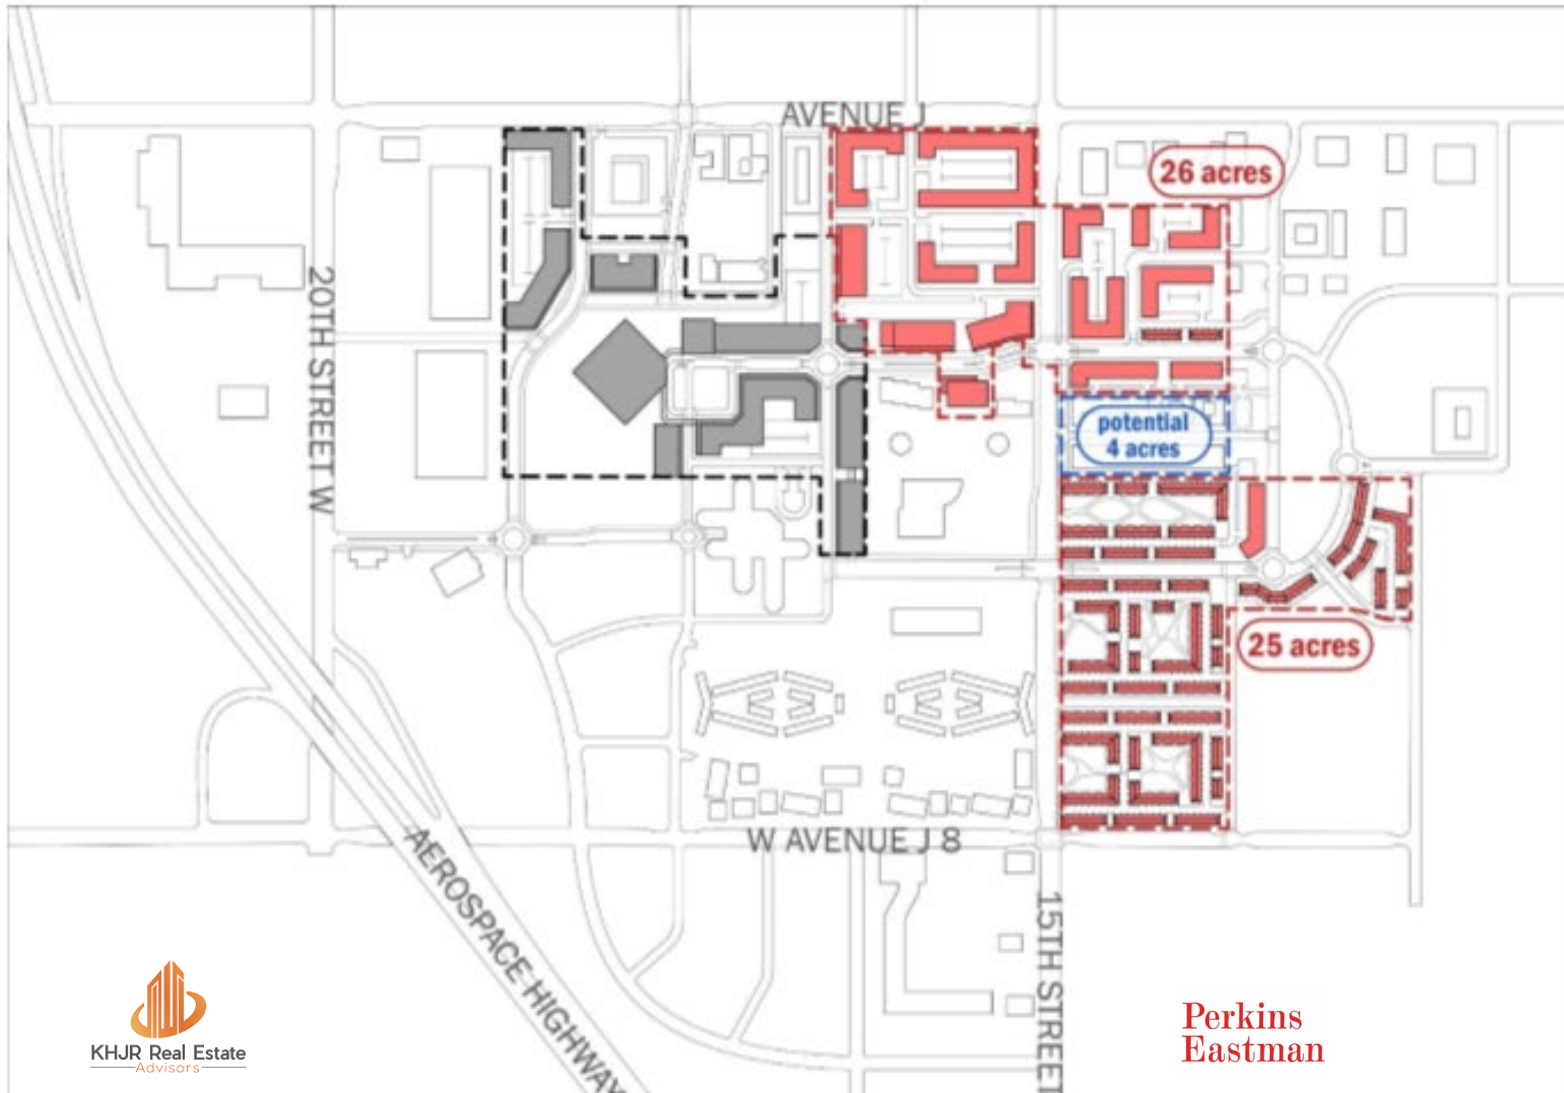 AVENUE J
26 acres
20TH STREET W
potential
4 acres
25 acres
W AVENUE J 8
AEROSPACE HIGHWAY
15TH STREET
KHJR Real Estate
Advisors
Perkins
Eastman